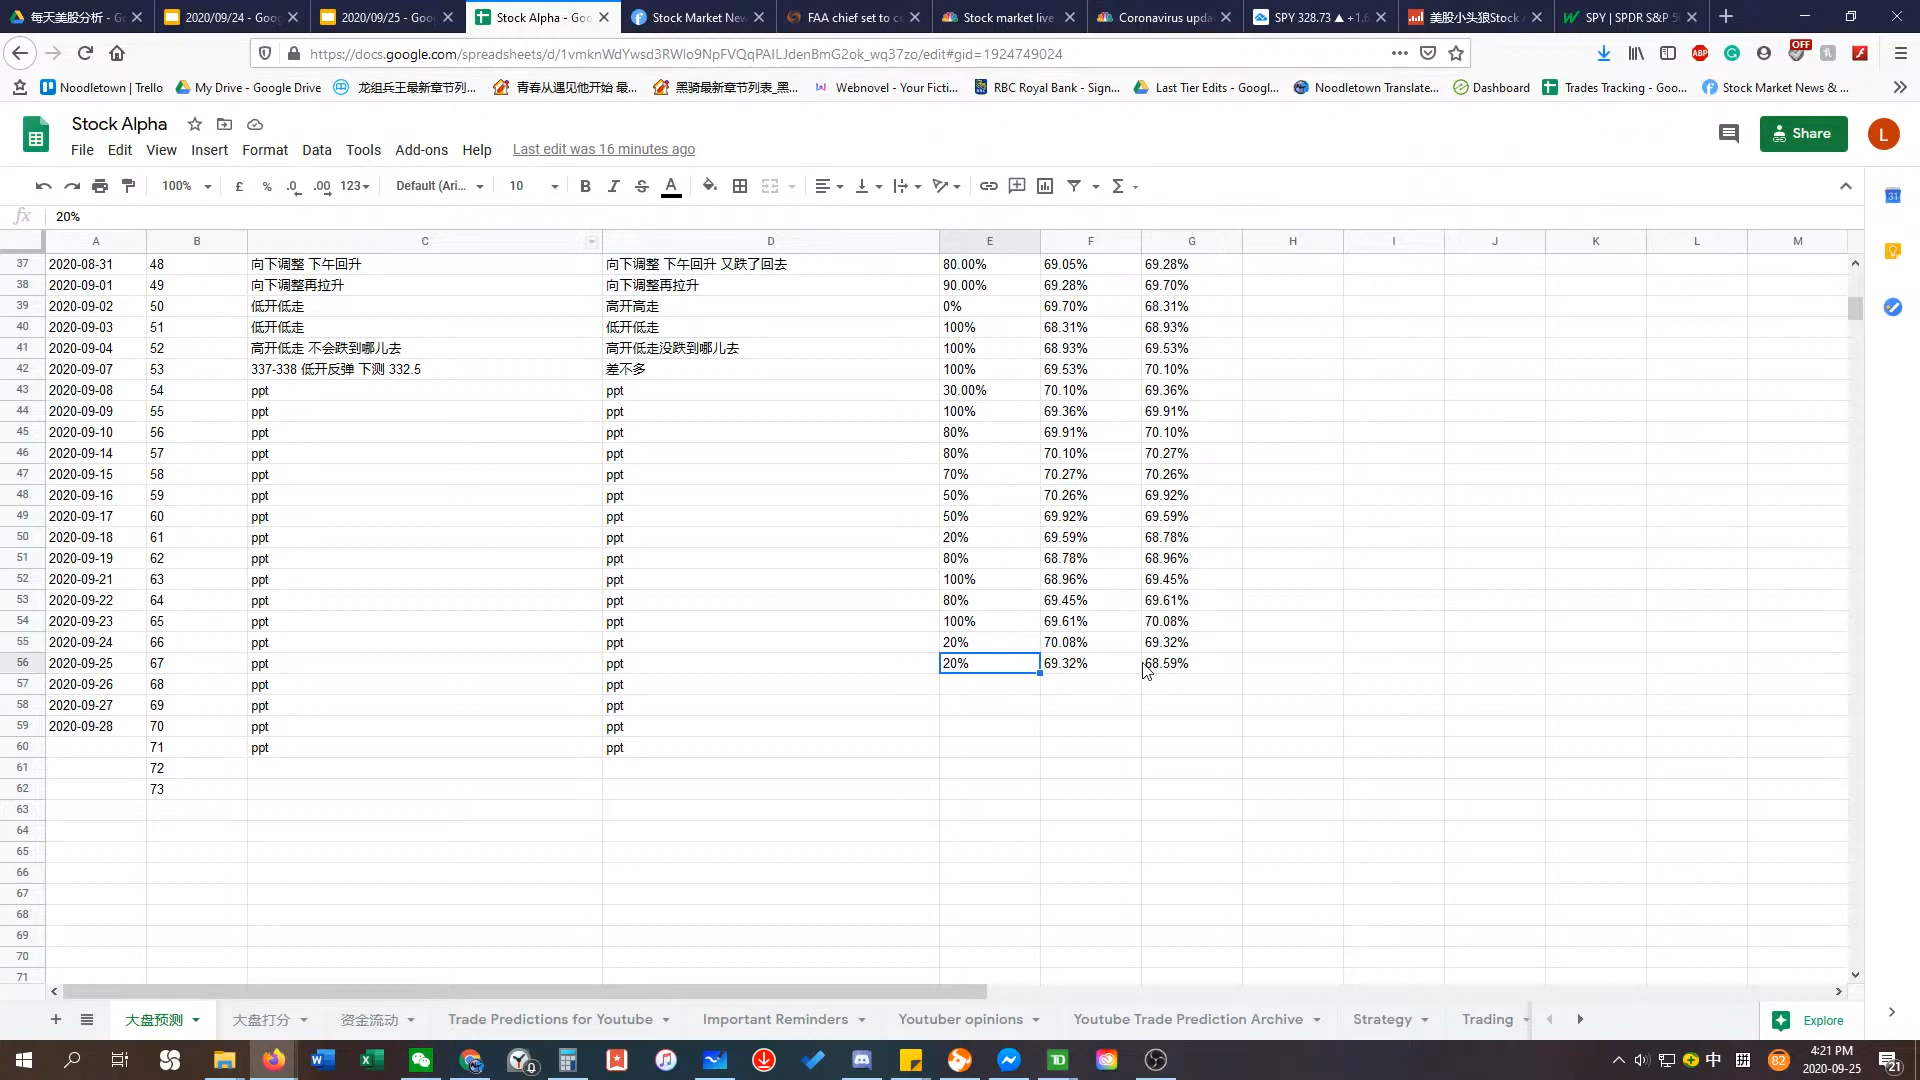 每天美股分析 - G
2020/09/24 - Goo
2020/09/25 - Goo
Stock Alpha - Goo
Stock Market New
FAA chief set to co
Stock market live
Coronavirus upda
SPY 328.73 ▲ +1.6
美股小头狼Stock
SPY | SPDR S&P 5
https://docs.google.com/spreadsheets/d/1vmknWdYwsd3RWlo9NpFVQqPAILJdenBmG2ok_wq37zo/edit#gid=1924749024
ABP
OFF
Noodletown | Trello
My Drive - Google Drive
龙组兵王最新章节列...
青春从遇见他开始 最...
黑骑最新章节列表_黑...
Webnovel - Your Ficti...
RBC Royal Bank - Sign...
Last Tier Edits - Googl...
Noodletown Translate...
Dashboard
Trades Tracking - Goo...
Stock Market News & ...
Stock Alpha
Share
L
File Edit View Insert Format Data Tools Add-ons Help Last edit was 16 minutes ago
100% £ % .0 .00 123 Default (Ari... 10 B I S A Σ
31
fx 20%
A B C D E F G H I J K L M
37 2020-08-31 48 向下调整 下午回升 向下调整 下午回升 又跌了回去 80.00% 69.05% 69.28%
38 2020-09-01 49 向下调整再拉升 向下调整再拉升 90.00% 69.28% 69.70%
39 2020-09-02 50 低开低走 高开高走 0% 69.70% 68.31%
40 2020-09-03 51 低开低走 低开低走 100% 68.31% 68.93%
41 2020-09-04 52 高开低走 不会跌到哪儿去 高开低走没跌到哪儿去 100% 68.93% 69.53%
42 2020-09-07 53 337-338 低开反弹 下测 332.5 差不多 100% 69.53% 70.10%
43 2020-09-08 54 ppt ppt 30.00% 70.10% 69.36%
44 2020-09-09 55 ppt ppt 100% 69.36% 69.91%
45 2020-09-10 56 ppt ppt 80% 69.91% 70.10%
46 2020-09-14 57 ppt ppt 80% 70.10% 70.27%
47 2020-09-15 58 ppt ppt 70% 70.27% 70.26%
48 2020-09-16 59 ppt ppt 50% 70.26% 69.92%
49 2020-09-17 60 ppt ppt 50% 69.92% 69.59%
50 2020-09-18 61 ppt ppt 20% 69.59% 68.78%
51 2020-09-19 62 ppt ppt 80% 68.78% 68.96%
52 2020-09-21 63 ppt ppt 100% 68.96% 69.45%
53 2020-09-22 64 ppt ppt 80% 69.45% 69.61%
54 2020-09-23 65 ppt ppt 100% 69.61% 70.08%
55 2020-09-24 66 ppt ppt 20% 70.08% 69.32%
56 2020-09-25 67 ppt ppt 20% 69.32% 68.59%
57 2020-09-26 68 ppt ppt
58 2020-09-27 69 ppt ppt
59 2020-09-28 70 ppt ppt
60 71 ppt ppt
61 72
62 73
63
64
65
66
67
68
69
70
71
大盘预测 大盘打分 资金流动 Trade Predictions for Youtube Important Reminders Youtuber opinions Youtube Trade Prediction Archive Strategy Trading
Explore
中 拼 82
4:21 PM
2020-09-25
21